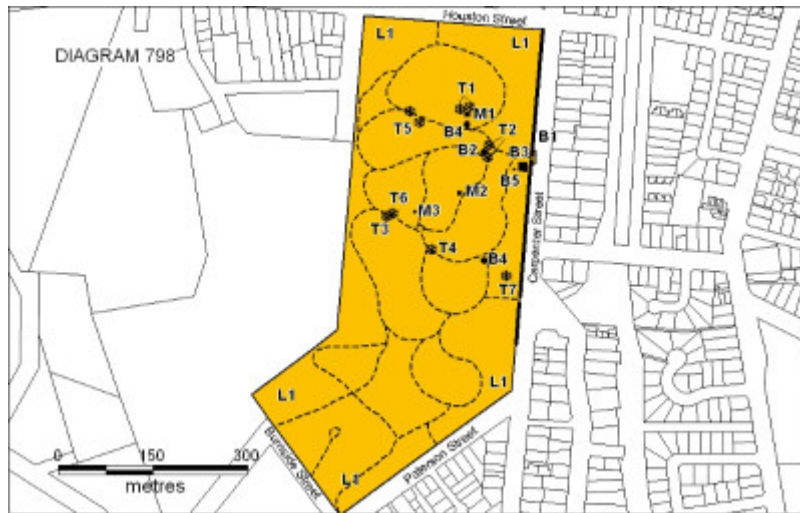 Houston Street
L1
L1
DIAGRAM 798
T1
M1
T5
B4
T2
B1
B2
B3
B5
M2
T6
M3
T3
T4
B4
T7
Carpenter Street
L1
L1
0 150 300
metres
Burnside Street
Paterson Street
L1